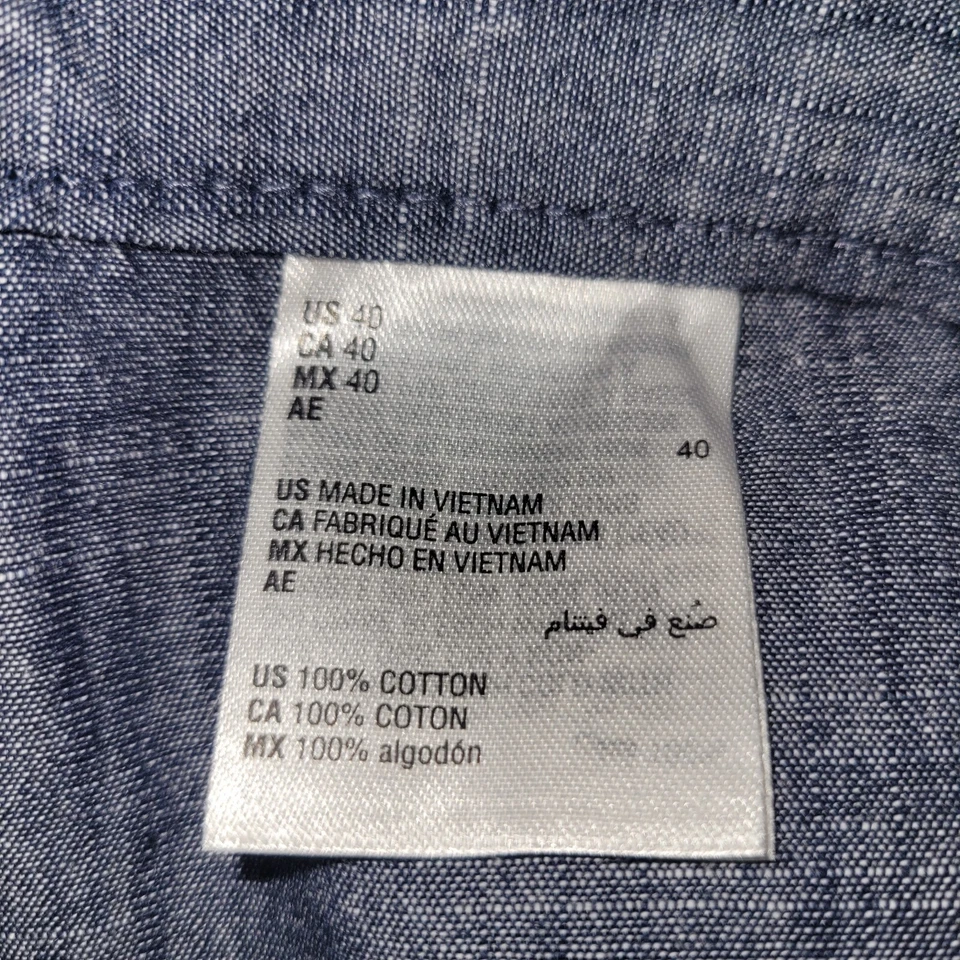 US 40
CA 40
MX 40
AE
40
US MADE IN VIETNAM
CA FABRIQUÉ AU VIETNAM
MX HECHO EN VIETNAM
AE
صُنع في فيتنام
US 100% COTTON
CA 100% COTON
MX 100% algodón